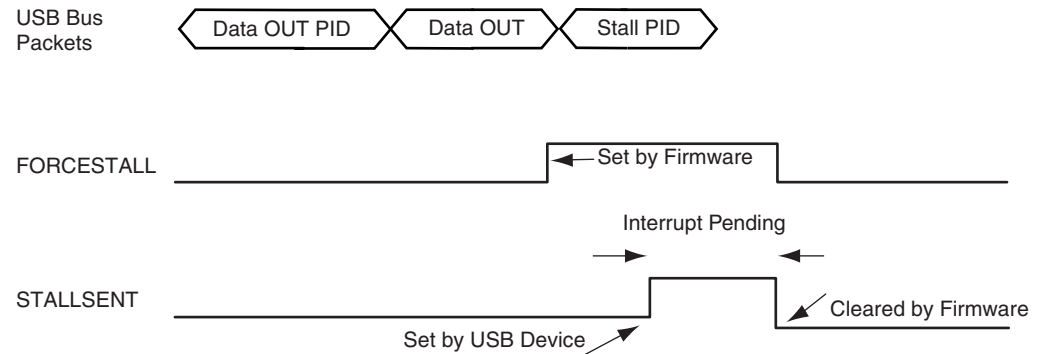 USB Bus
Packets
Data OUT PID
Data OUT
Stall PID
FORCESTALL
Set by Firmware
Interrupt Pending
STALLSENT
Cleared by Firmware
Set by USB Device